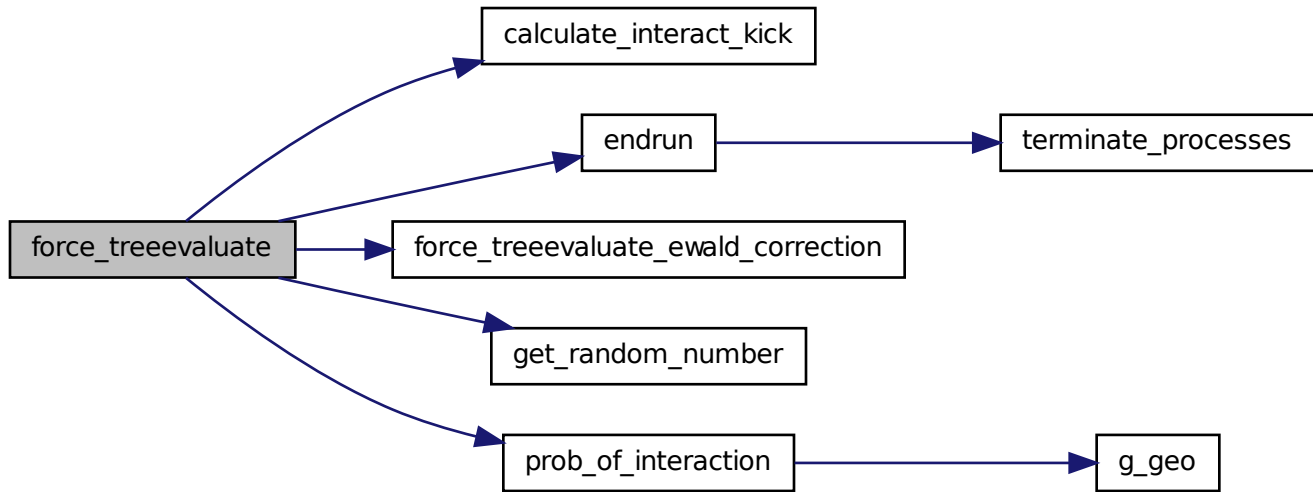 calculate_interact_kick
endrun
terminate_processes
force_treeevaluate
force_treeevaluate_ewald_correction
get_random_number
prob_of_interaction
g_geo